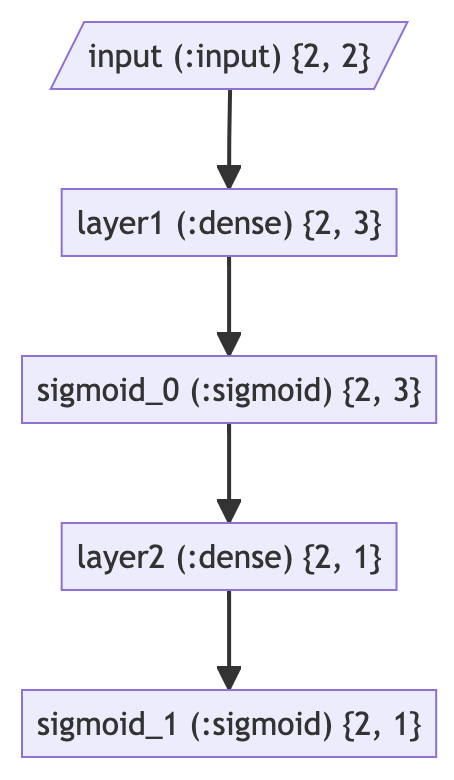 input (:input) {2, 2}
layer1 (:dense) {2, 3}
sigmoid_0 (:sigmoid) {2, 3}
layer2 (:dense) {2, 1}
sigmoid_1 (:sigmoid) {2, 1}